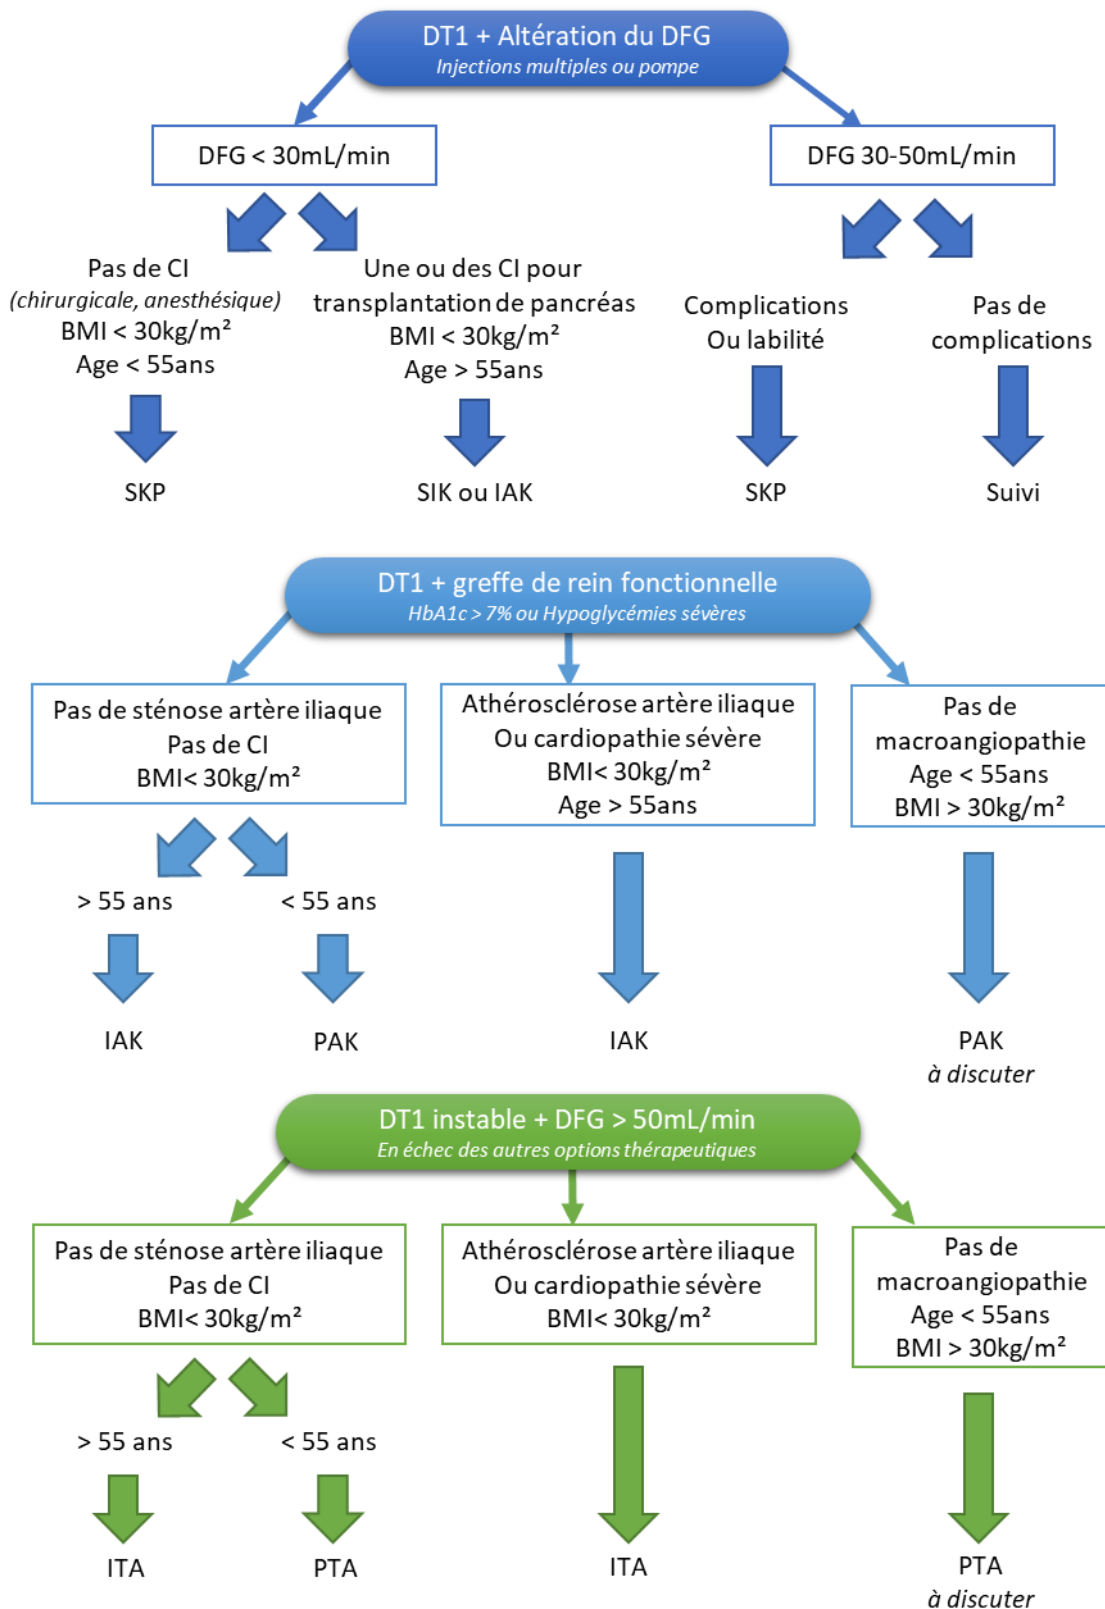 DT1 + Altération du DFG
Injections multiples ou pompe
DFG < 30mL/min
DFG 30-50mL/min
Pas de CI
(chirurgicale, anesthésique)
BMI < 30kg/m²
Age < 55ans
Une ou des CI pour
transplantation de pancréas
BMI < 30kg/m²
Age > 55ans
Complications
Ou labilité
Pas de
complications
SKP
SIK ou IAK
SKP
Suivi
DT1 + greffe de rein fonctionnelle
HbA1c > 7% ou Hypoglycémies sévères
Pas de sténose artère iliaque
Pas de CI
BMI< 30kg/m²
Athérosclérose artère iliaque
Ou cardiopathie sévère
BMI< 30kg/m²
Age > 55ans
Pas de
macroangiopathie
Age < 55ans
BMI > 30kg/m²
> 55 ans
< 55 ans
IAK
PAK
IAK
PAK
à discuter
DT1 instable + DFG > 50mL/min
En échec des autres options thérapeutiques
Pas de sténose artère iliaque
Pas de CI
BMI< 30kg/m²
Athérosclérose artère iliaque
Ou cardiopathie sévère
BMI< 30kg/m²
Pas de
macroangiopathie
Age < 55ans
BMI > 30kg/m²
> 55 ans
< 55 ans
ITA
PTA
ITA
PTA
à discuter